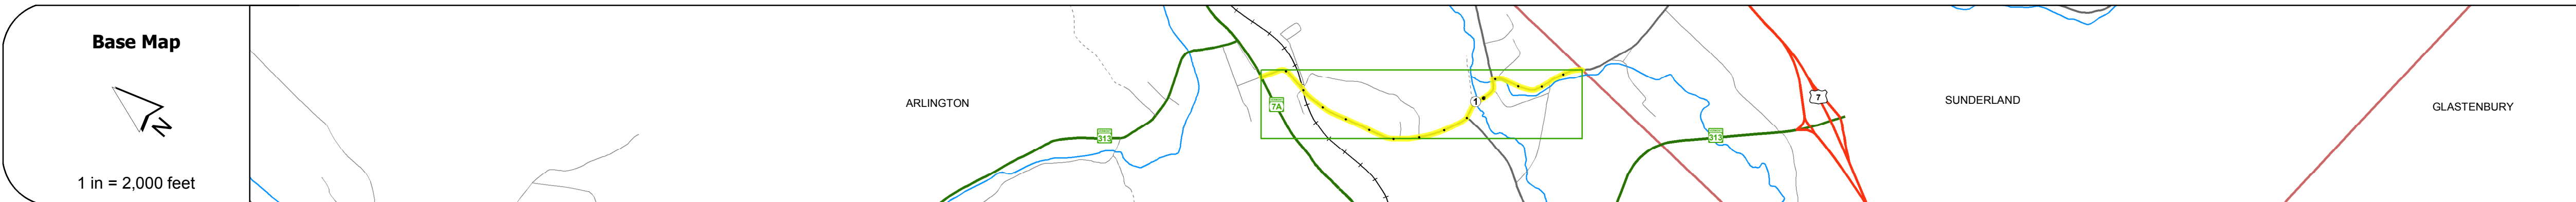 Base Map
N
1 in = 2,000 feet
ARLINGTON
313
7A
1
7
SUNDERLAND
313
GLASTENBURY